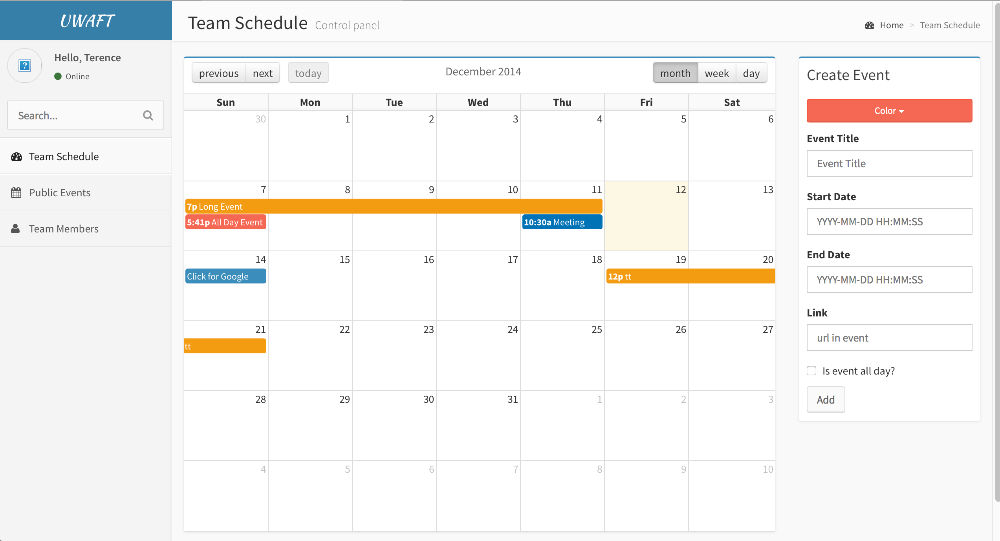 UWAFT
Hello, Terence
Online
Search...
Team Schedule
Public Events
Team Members
Team Schedule Control panel
Home > Team Schedule
previous next today
December 2014
month week day
Sun Mon Tue Wed Thu Fri Sat
30 1 2 3 4 5 6
7 8 9 10 11 12 13
7p Long Event
5:41p All Day Event
10:30a Meeting
14 15 16 17 18 19 20
Click for Google
12p tt
21 22 23 24 25 26 27
tt
28 29 30 31 1 2 3
4 5 6 7 8 9 10
Create Event
Color
Event Title
Event Title
Start Date
YYYY-MM-DD HH:MM:SS
End Date
YYYY-MM-DD HH:MM:SS
Link
url in event
Is event all day?
Add